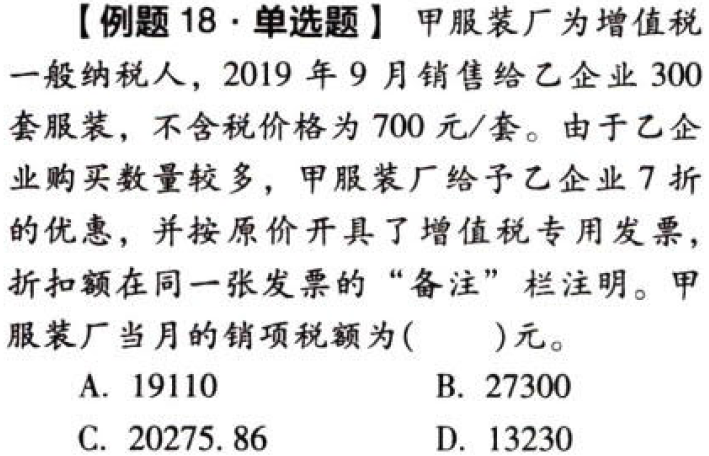 【例题 18·单选题】 甲服装厂为增值税
一般纳税人，2019 年 9 月销售给乙企业 300
套服装，不含税价格为 700 元/套。由于乙企
业购买数量较多，甲服装厂给予乙企业 7 折
的优惠，并按原价开具了增值税专用发票，
折扣额在同一张发票的“备注”栏注明。甲
服装厂当月的销项税额为(　　)元。
A. 19110　　B. 27300
C. 20275.86　　D. 13230